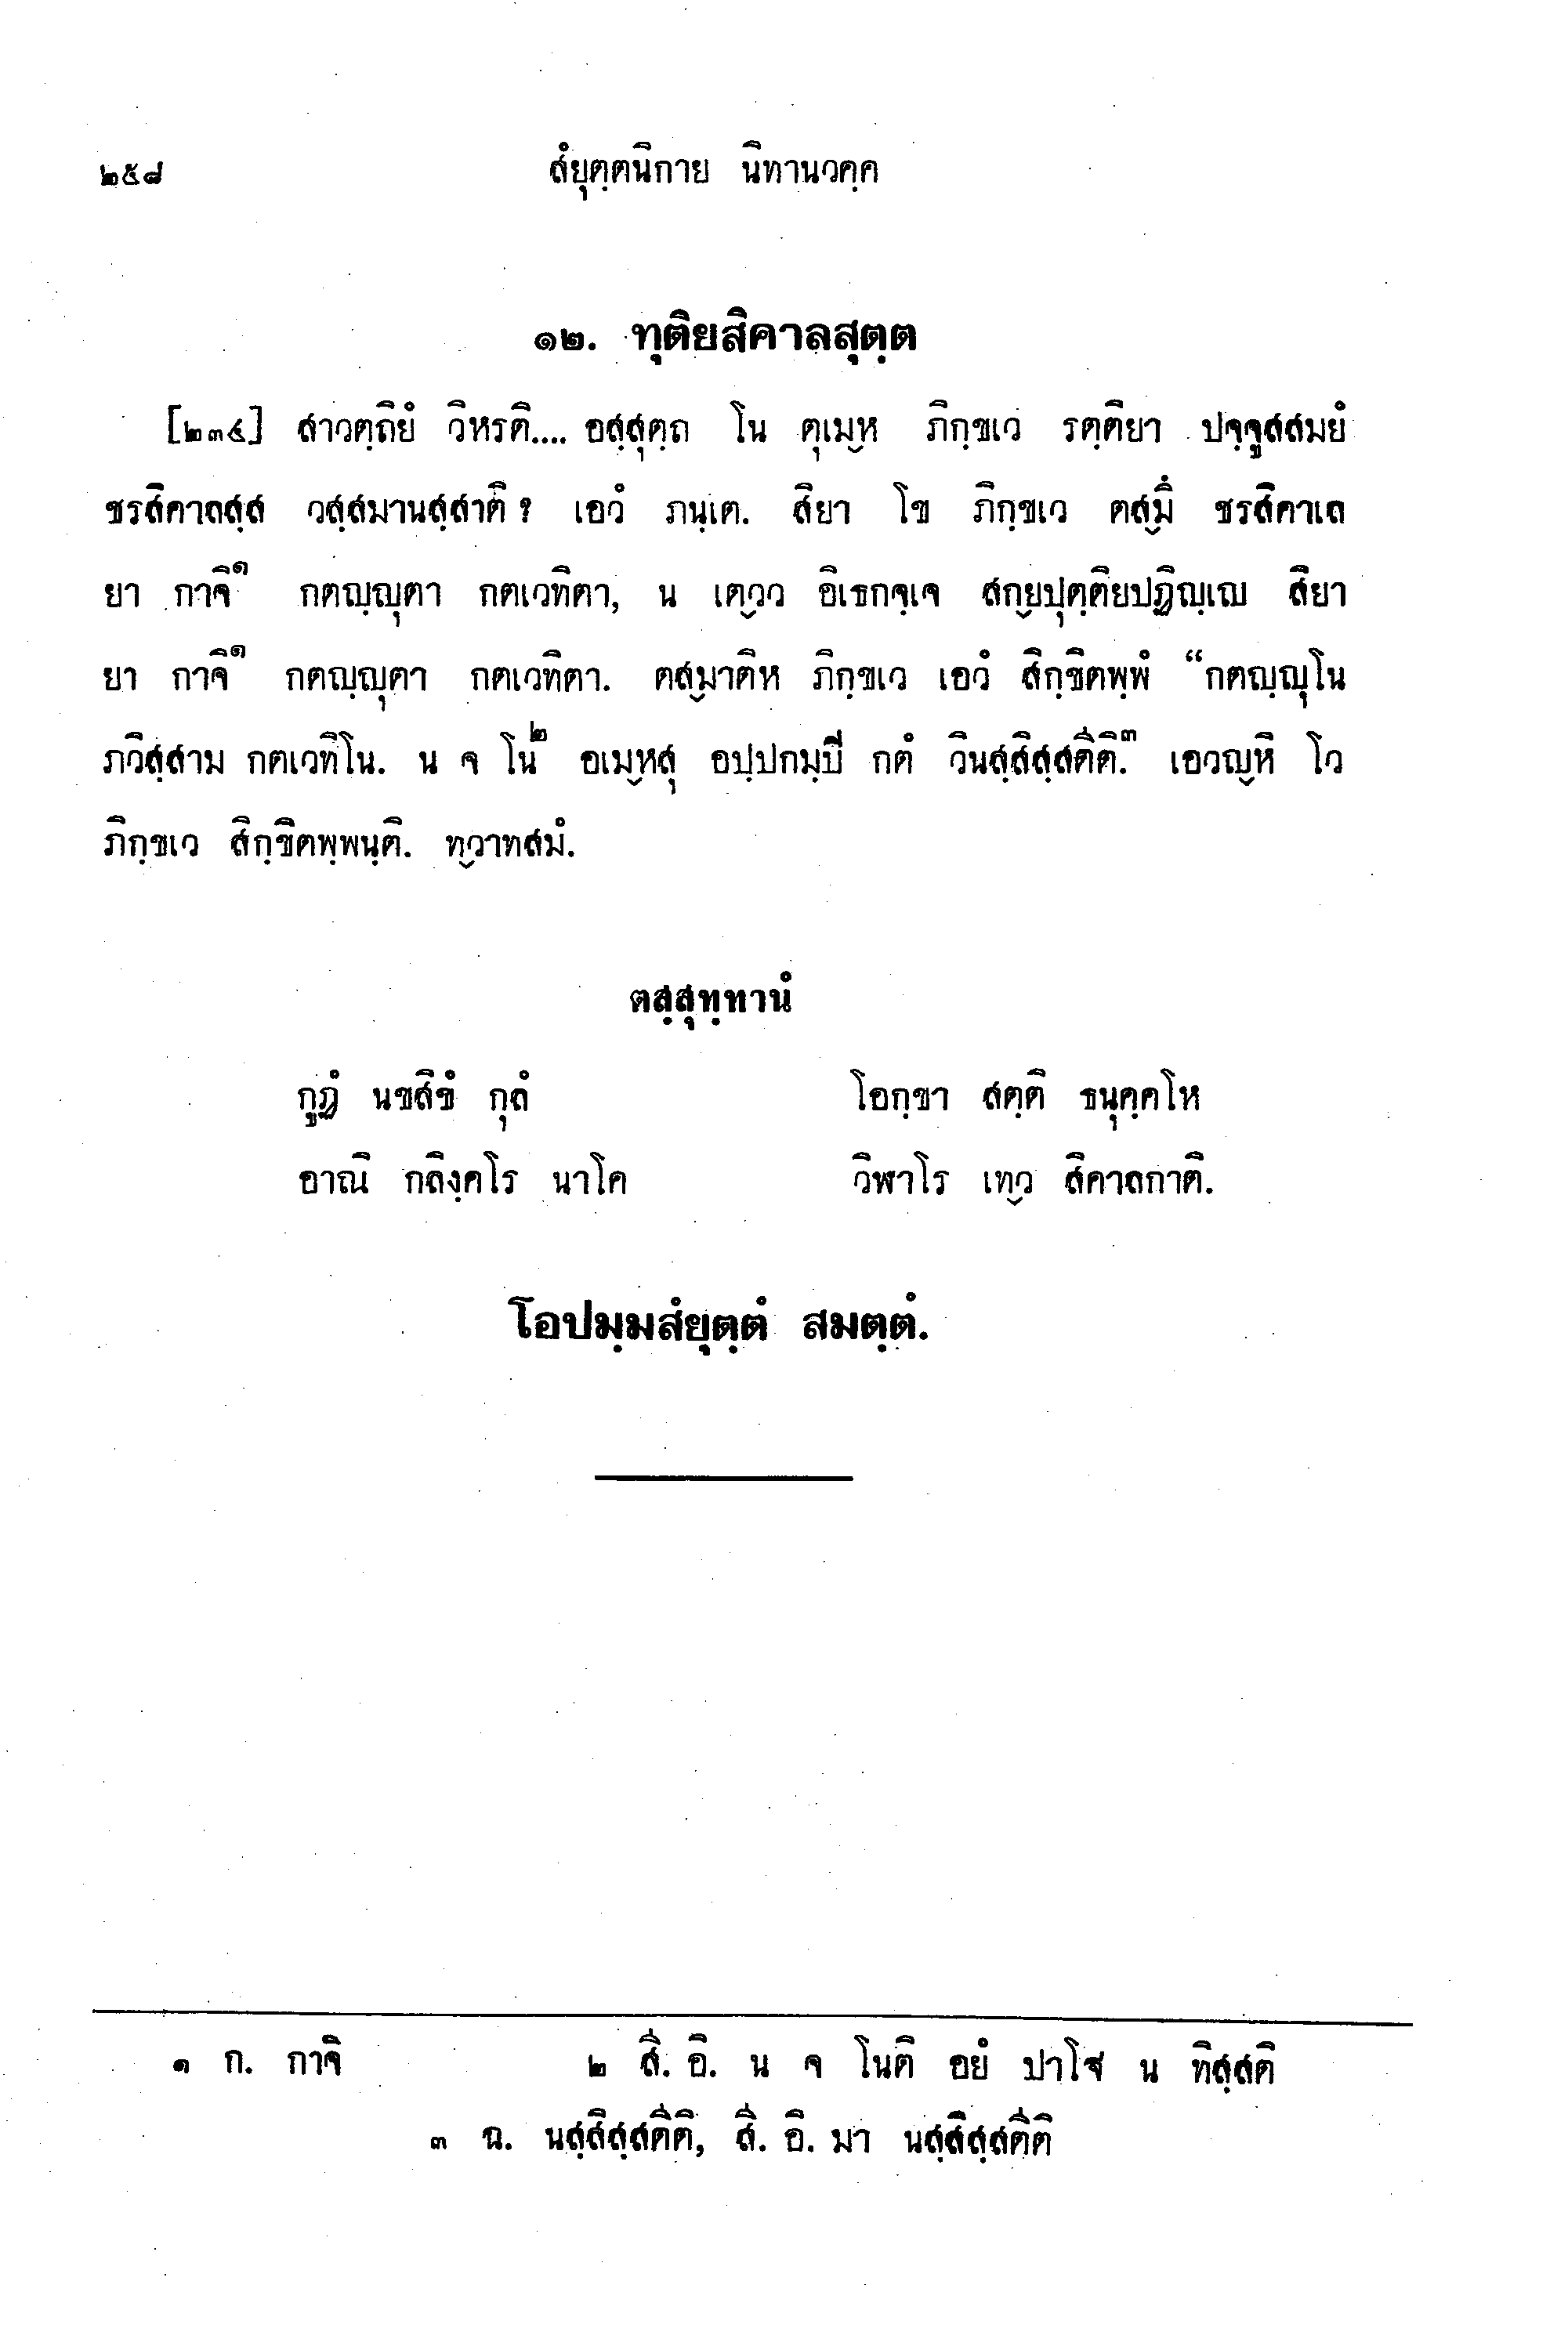 ๒๕๘ สํยุตฺตนิกาย นิทานวคฺค
๑๒. ทุติยสิคาลสุตฺต
[๒๓๔] สาวตฺถิยํ วิหรติ.... อสฺสุตฺถ โน ตุเมฺห ภิกฺขเว รตฺติยา ปจฺจูสสมยํ
ชรสิคาลสฺส วสฺสมานสฺสาติ ? เอวํ ภนฺเต. สิยา โข ภิกฺขเว ตสฺมึ ชรสิคาเล
ยา กาจิ๑ กตญฺญุตา กตเวทิตา, น เตฺวว อิเธกจฺเจ สกฺยปุตฺติยปฏิญฺเญ สิยา
ยา กาจิ๑ กตญฺญุตา กตเวทิตา. ตสฺมาติห ภิกฺขเว เอวํ สิกฺขิตพฺพํ “กตญฺญุโน
ภวิสฺสาม กตเวทิโน. น จ โน๒ อเมฺหสุ อปฺปกมฺปิ กตํ วินสฺสิสฺสตีติ.๓ เอวญฺหิ โว
ภิกฺขเว สิกฺขิตพฺพนฺติ. ทฺวาทสมํ.
ตสฺสุทฺทานํ
กูฏํ นขสิขํ กุลํ โอกฺขา สตฺติ ธนุคฺคโห
อาณิ กลิงฺคโร นาโค วิฬาโร เทฺว สิคาลกาติ.
โอปมฺมสํยุตฺตํ สมตฺตํ.
๑ ก. กาจิ ๒ สี. อิ. น จ โนติ อยํ ปาโฐ น ทิสฺสติ
๓ ฉ. นสฺสิสฺสตีติ, สี. อิ. มา นสฺสิสฺสตีติ